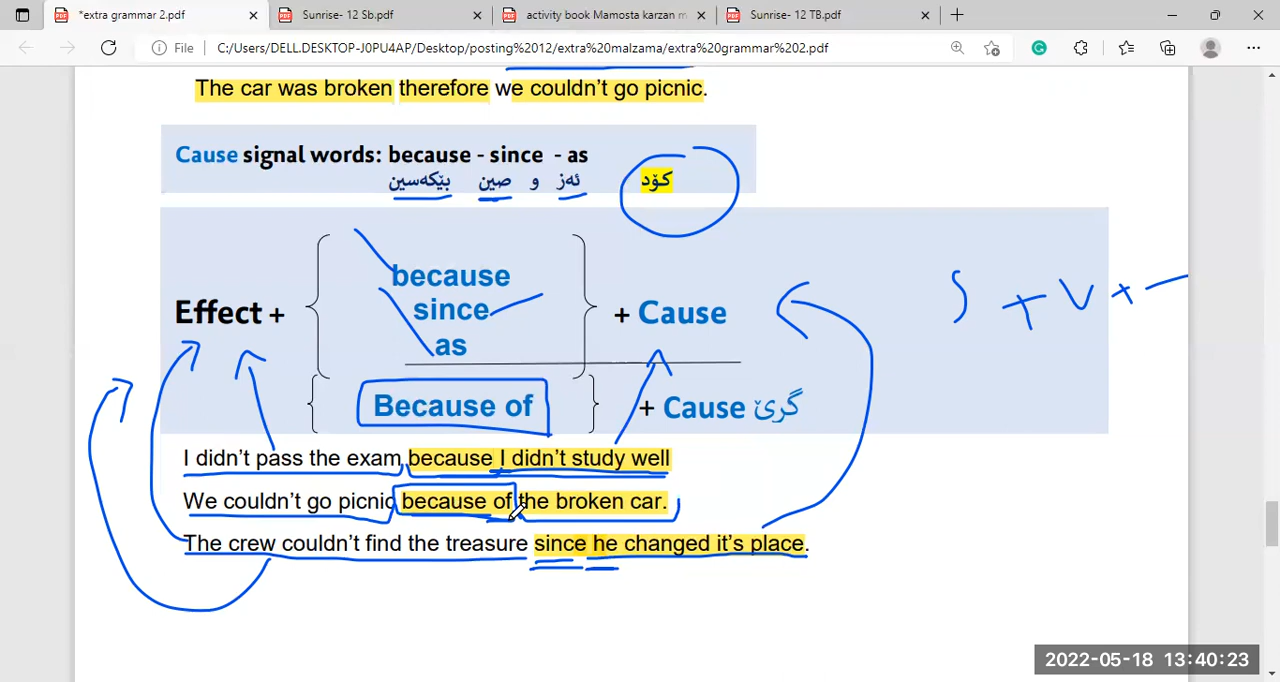 *extra grammar 2.pdf
Sunrise- 12 Sb.pdf
activity book Mamosta karzan m
Sunrise- 12 TB.pdf
File
C:/Users/DELL.DESKTOP-J0PU4AP/Desktop/posting%2012/extra%20malzama/extra%20grammar%202.pdf
The car was broken therefore we couldn't go picnic.
Cause signal words: because - since - as
بێکەسین صین و ئەز کۆد
because
since
as
Effect + + Cause
S + V +
Because of + Cause گرێ
I didn't pass the exam because I didn't study well
We couldn't go picnic because of the broken car.
The crew couldn't find the treasure since he changed it's place.
2022-05-18 13:40:23